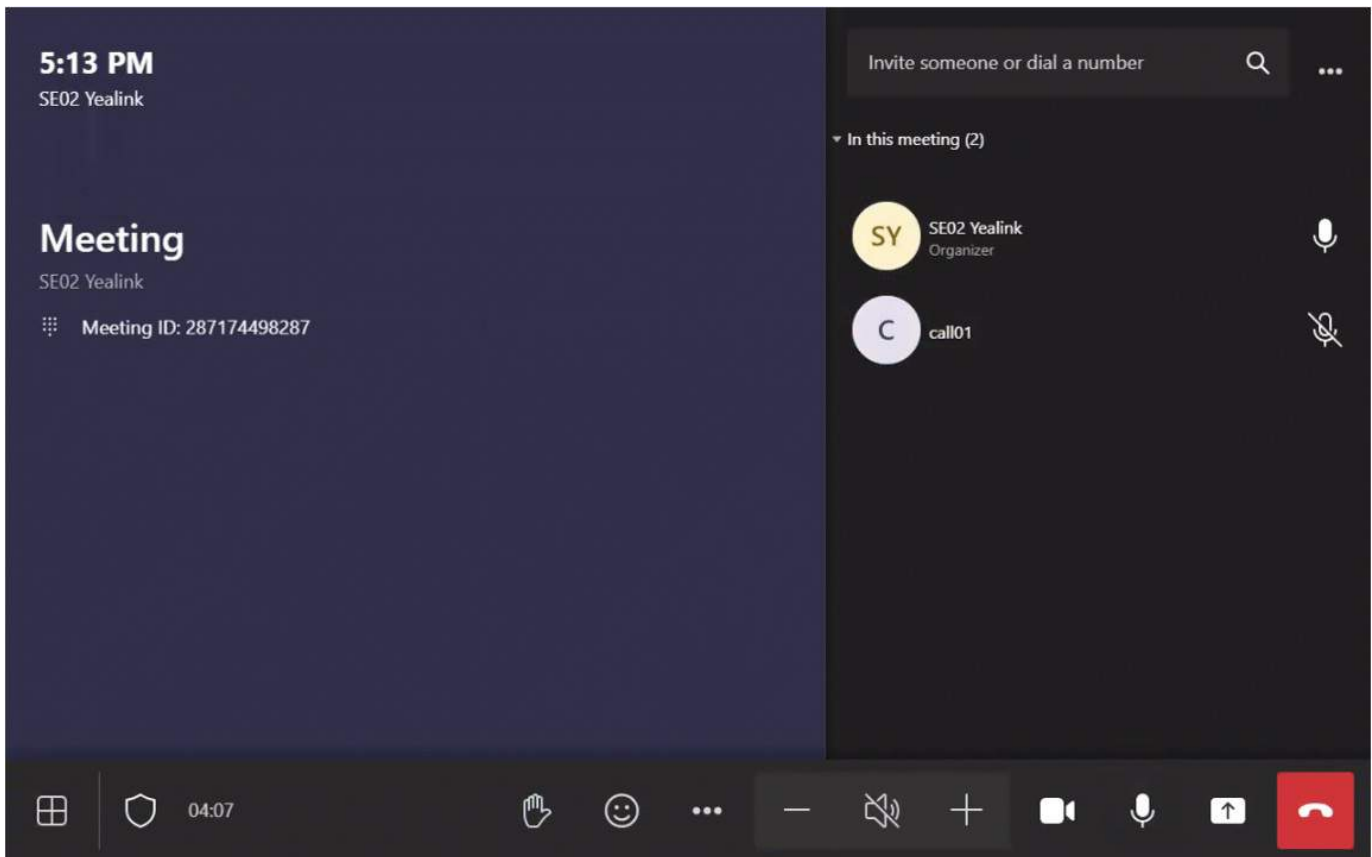 5:13 PM
SE02 Yealink
Meeting
SE02 Yealink
Meeting ID: 287174498287
Invite someone or dial a number
In this meeting (2)
SY
SE02 Yealink
Organizer
C
call01
04:07